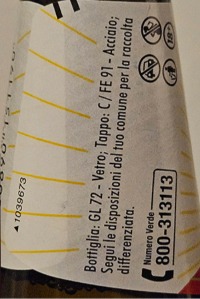 Bottiglia: GL 72 - Vetro; Tappo: C / FE 91 - Acciaio;
Segui le disposizioni del tuo comune per la raccolta
differenziata.
Numero Verde
800-313113
▲1039673
18+